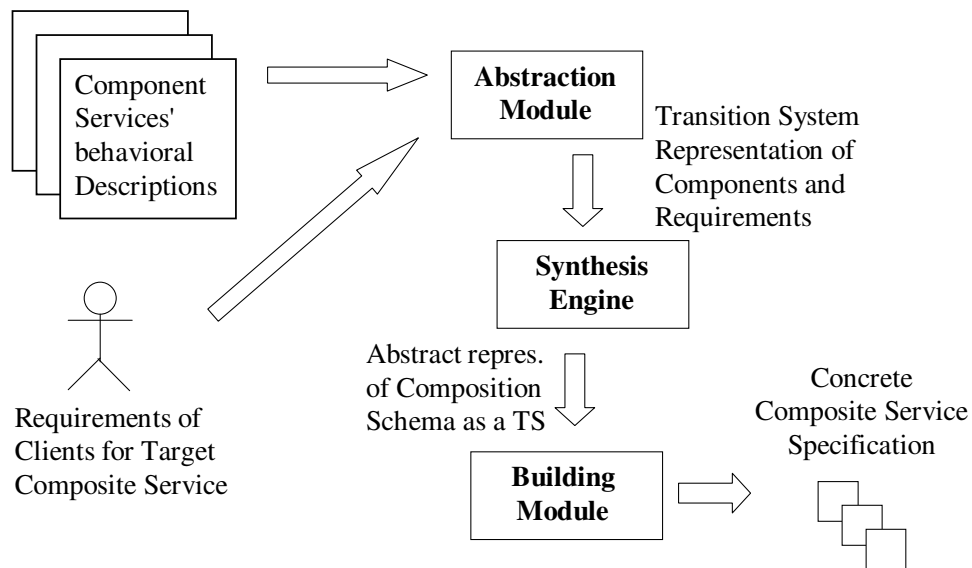 Component
Services'
behavioral
Descriptions
Abstraction
Module
Transition System
Representation of
Components and
Requirements
Synthesis
Engine
Requirements of
Clients for Target
Composite Service
Abstract repres.
of Composition
Schema as a TS
Building
Module
Concrete
Composite Service
Specification